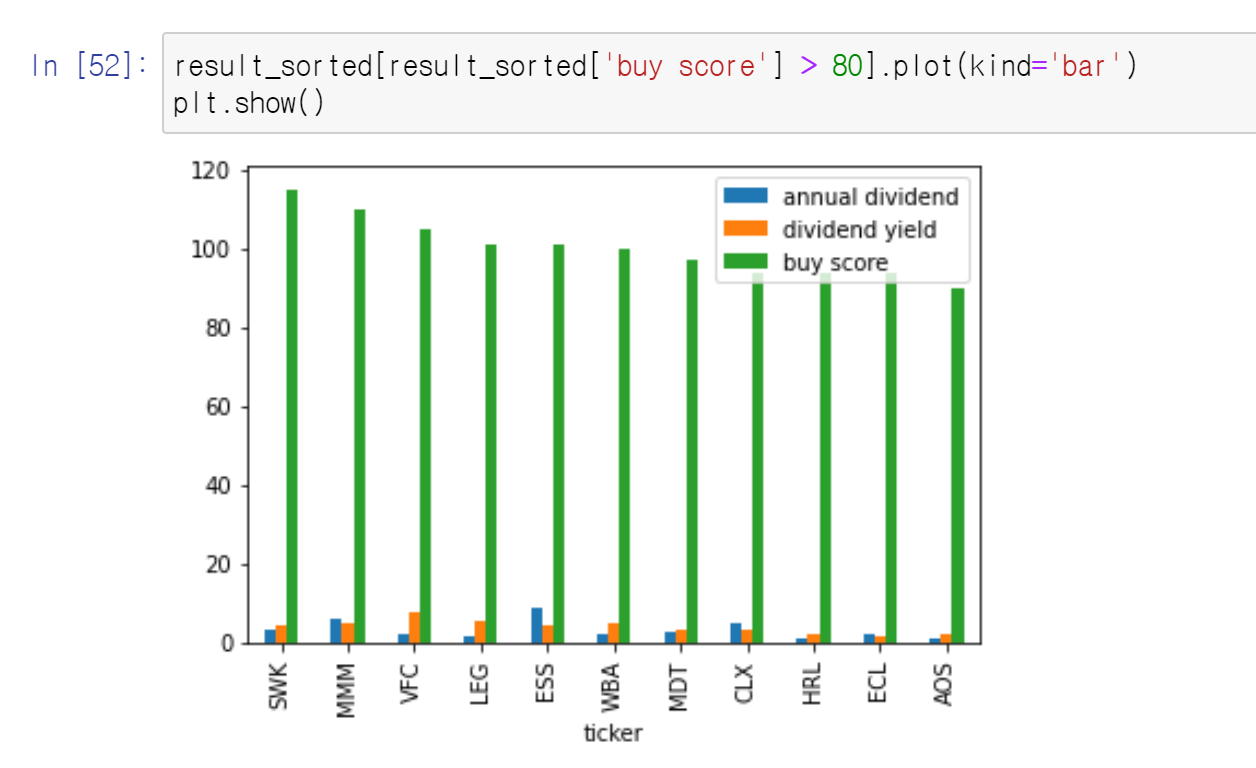 In [52]: result_sorted[result_sorted['buy score'] > 80].plot(kind='bar')
plt.show()
120
100
80
60
40
20
0
annual dividend
dividend yield
buy score
SWK MMM VFC LEG ESS WBA MDT CLX HRL ECL AOS
ticker